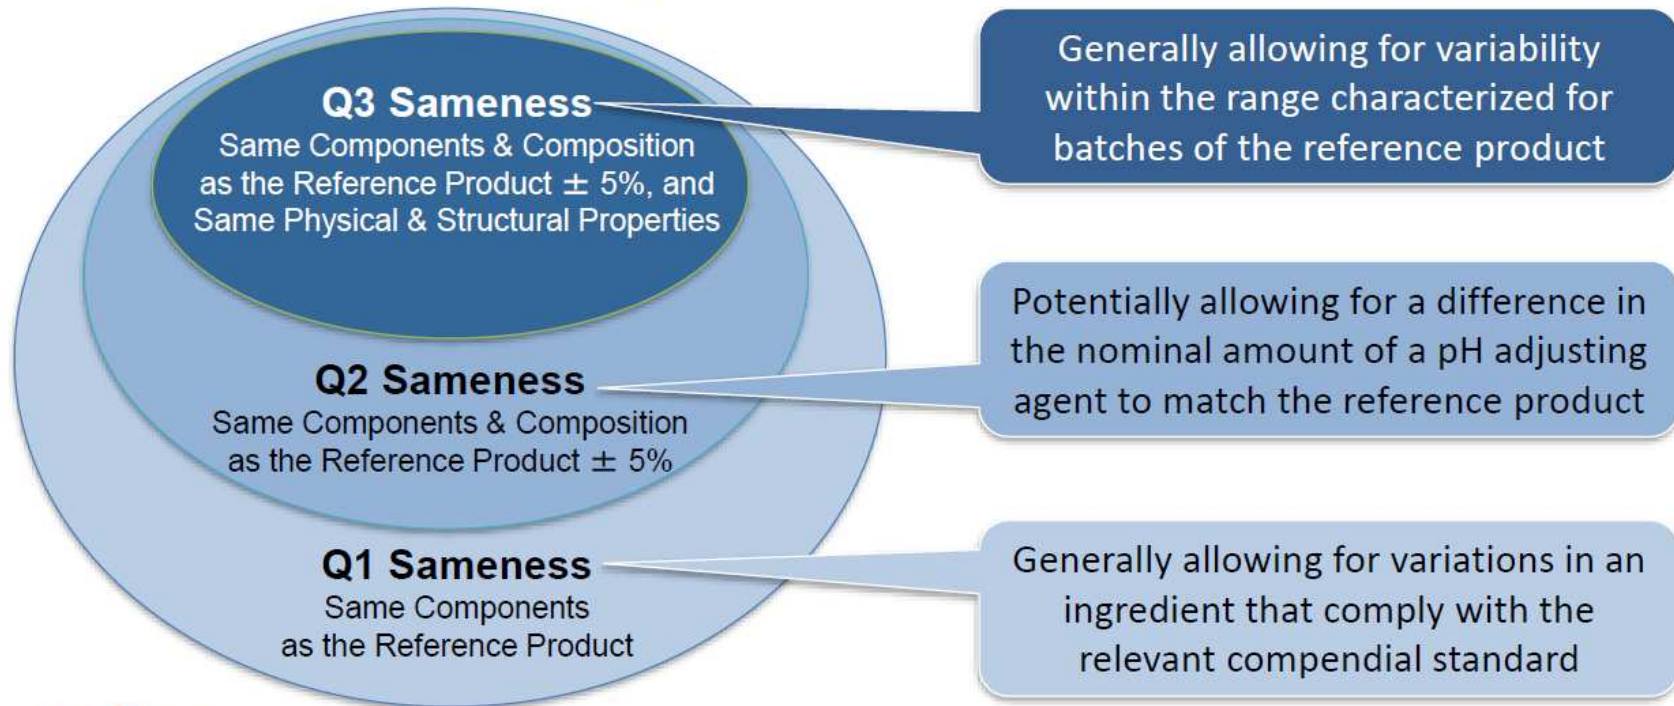 Q3 Sameness
Same Components & Composition
as the Reference Product ± 5%, and
Same Physical & Structural Properties
Generally allowing for variability
within the range characterized for
batches of the reference product
Q2 Sameness
Same Components & Composition
as the Reference Product ± 5%
Potentially allowing for a difference in
the nominal amount of a pH adjusting
agent to match the reference product
Q1 Sameness
Same Components
as the Reference Product
Generally allowing for variations in an
ingredient that comply with the
relevant compendial standard